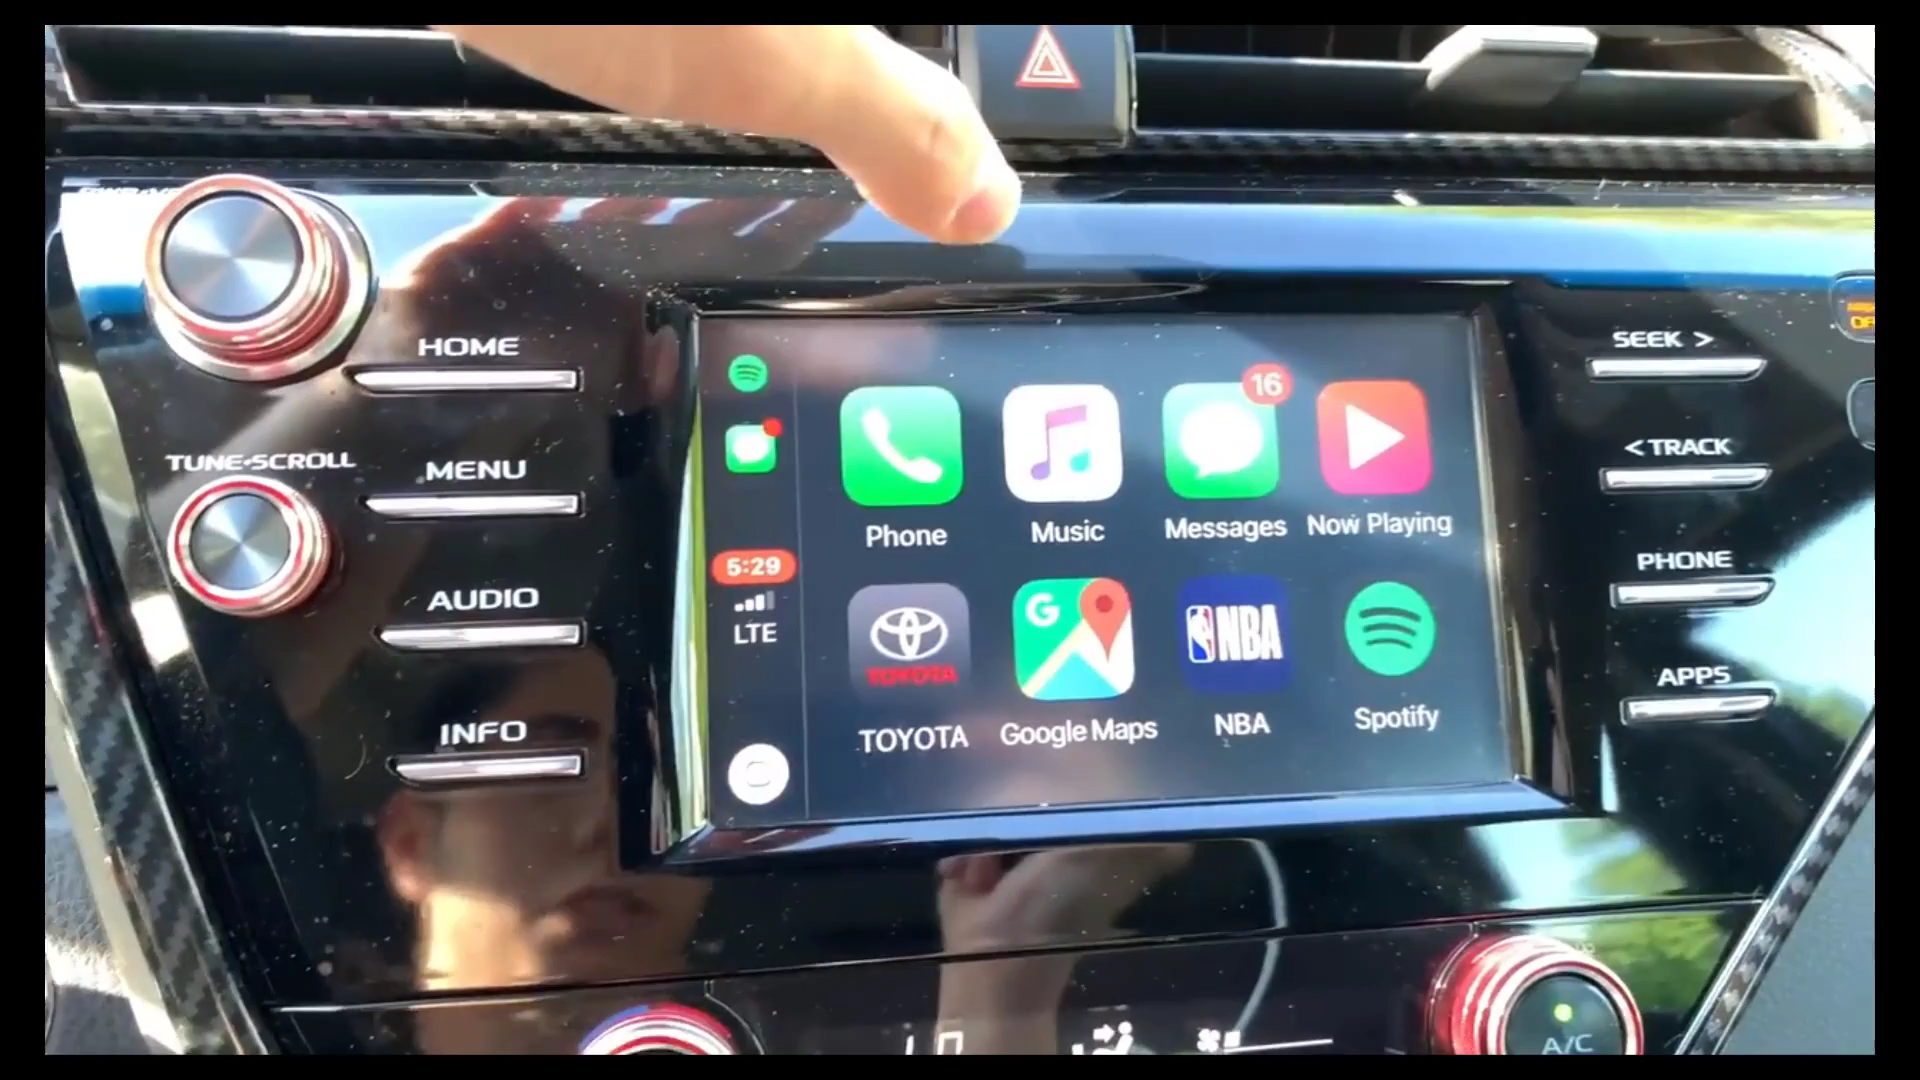 HOME
SEEK >
TUNE•SCROLL
MENU
AUDIO
INFO
16
Phone
Music
Messages
Now Playing
5:29
LTE
TOYOTA
G
NBA
TOYOTA
Google Maps
NBA
Spotify
< TRACK
PHONE
APPS
A/C